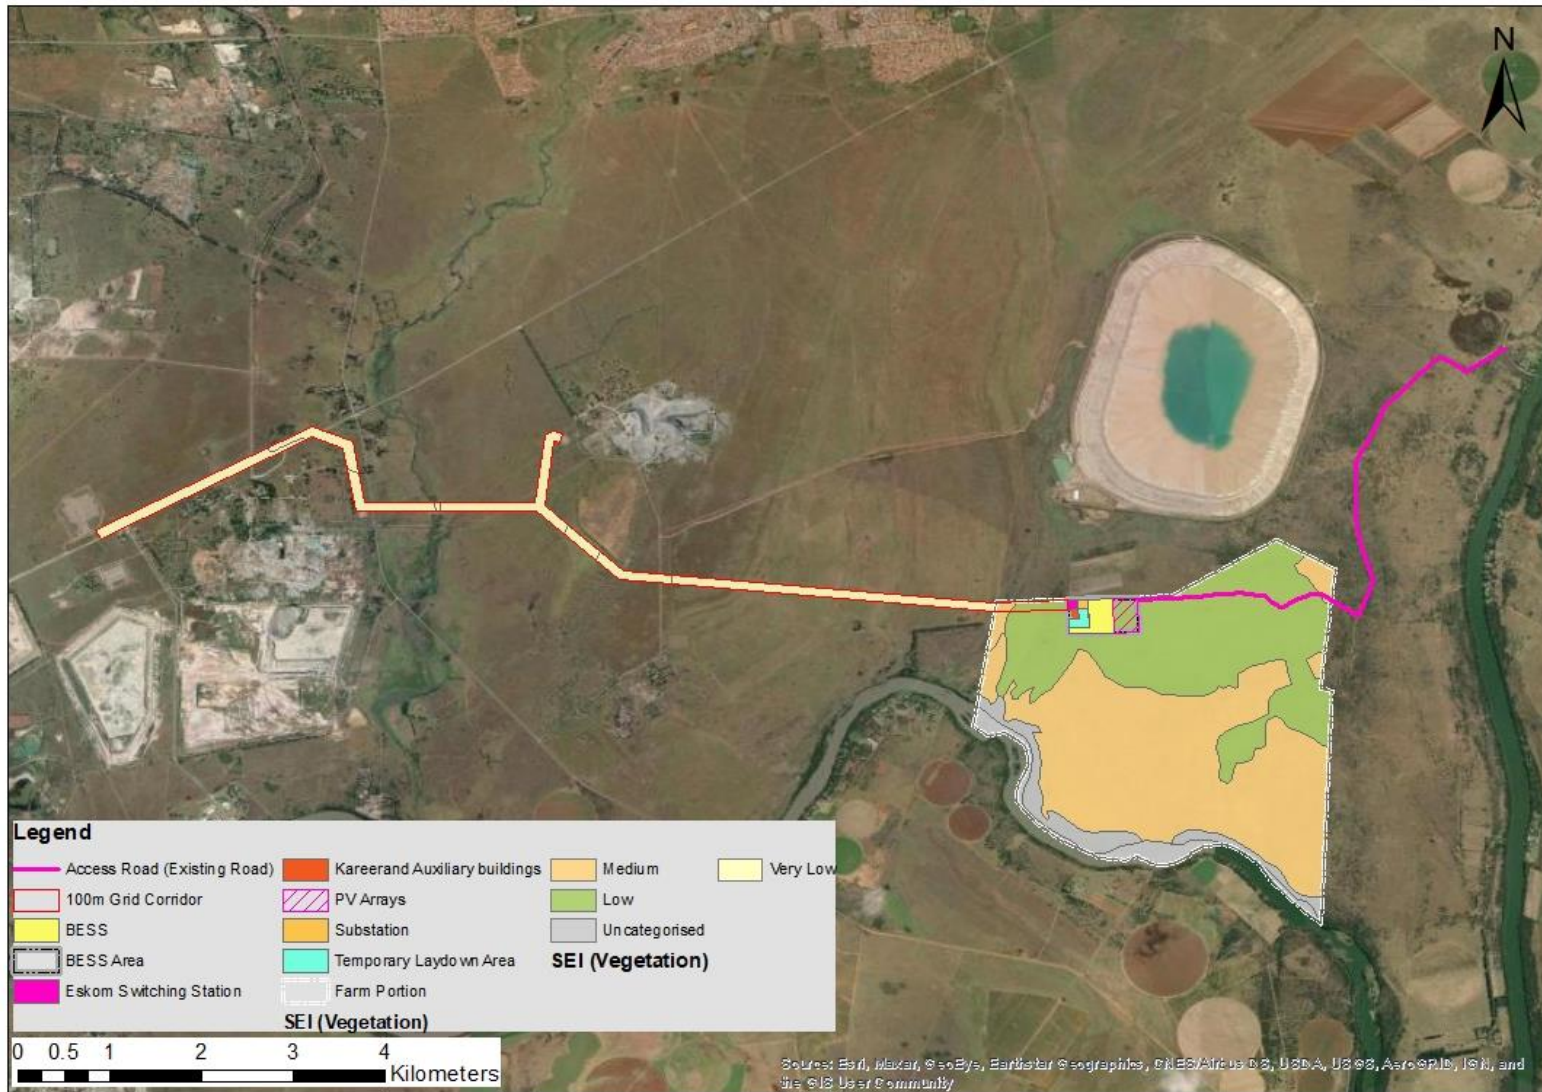 N
Legend
Access Road (Existing Road)
100m Grid Corridor
BESS
BESS Area
Eskom Switching Station
Kareerand Auxiliary buildings
PV Arrays
Substation
Temporary Laydown Area
Farm Portion
SEI (Vegetation)
Medium
Low
Uncategorised
SEI (Vegetation)
Very Low
0 0.5 1 2 3 4
Kilometers
Source: Esri, Maxar, GeoEye, Earthstar Geographics, CNES/Airbus DS, USDA, USGS, AeroGRID, IGN, and
the GIS User Community